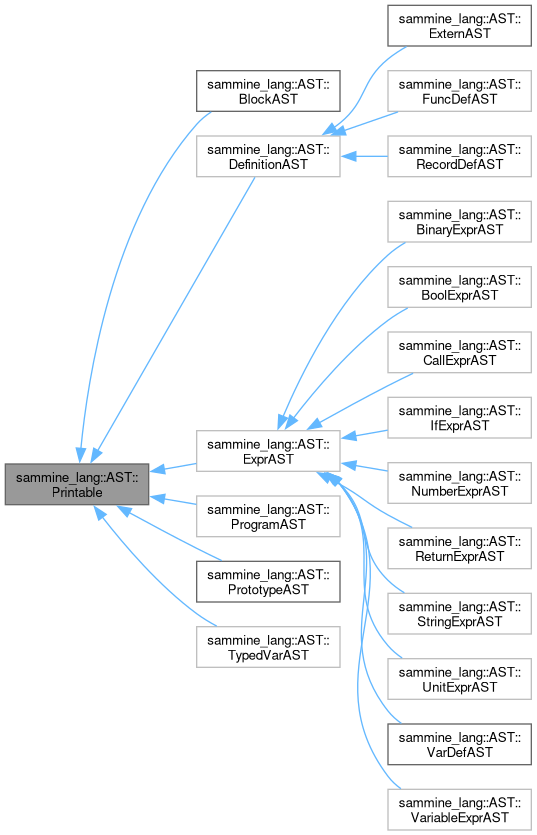 sammine_lang::AST::
ExternAST
sammine_lang::AST::
BlockAST
sammine_lang::AST::
FuncDefAST
sammine_lang::AST::
DefinitionAST
sammine_lang::AST::
RecordDefAST
sammine_lang::AST::
BinaryExprAST
sammine_lang::AST::
BoolExprAST
sammine_lang::AST::
CallExprAST
sammine_lang::AST::
IfExprAST
sammine_lang::AST::
ExprAST
sammine_lang::AST::
Printable
sammine_lang::AST::
NumberExprAST
sammine_lang::AST::
ProgramAST
sammine_lang::AST::
ReturnExprAST
sammine_lang::AST::
PrototypeAST
sammine_lang::AST::
StringExprAST
sammine_lang::AST::
TypedVarAST
sammine_lang::AST::
UnitExprAST
sammine_lang::AST::
VarDefAST
sammine_lang::AST::
VariableExprAST